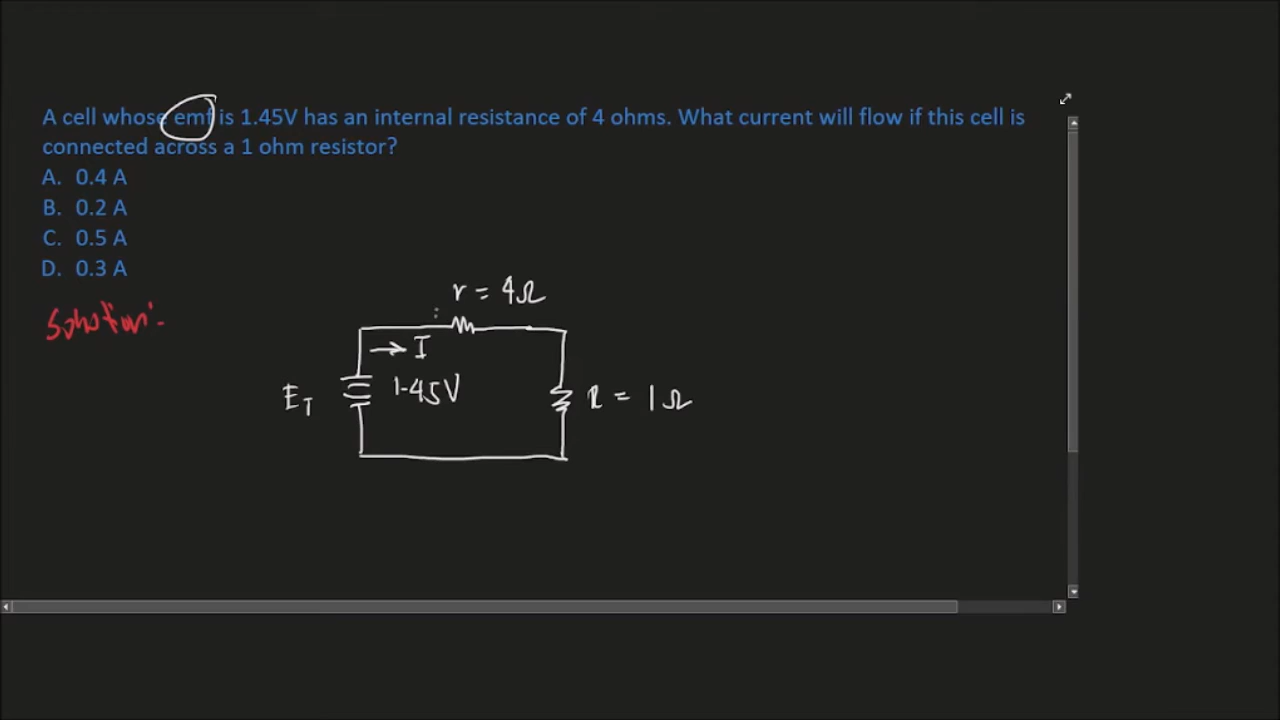 A cell whose emf is 1.45V has an internal resistance of 4 ohms. What current will flow if this cell is
connected across a 1 ohm resistor?
A. 0.4 A
B. 0.2 A
C. 0.5 A
D. 0.3 A
Solution:
r = 4Ω
I
E_T
1.45V
R = 1Ω